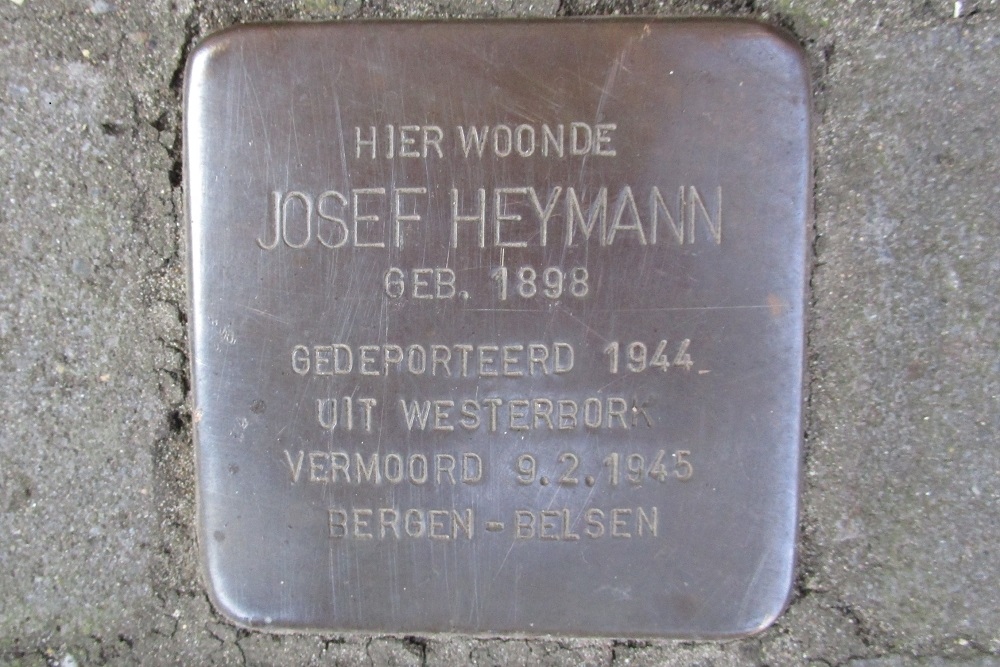 HIER WOONDE
JOSEF HEYMANN
GEB. 1898
GEDEPORTEERD 1944
UIT WESTERBORK
VERMOORD 9.2.1945
BERGEN-BELSEN